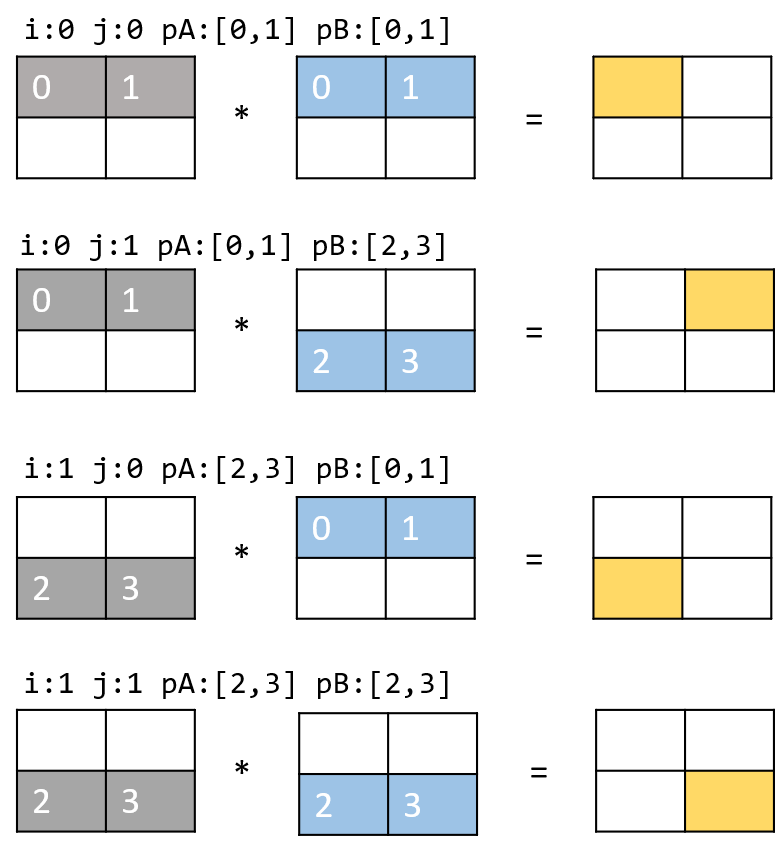 i:0 j:0 pA:[0,1] pB:[0,1]
0 1 * 0 1 =
i:0 j:1 pA:[0,1] pB:[2,3]
0 1 * =
2 3
i:1 j:0 pA:[2,3] pB:[0,1]
0 1
* =
2 3
i:1 j:1 pA:[2,3] pB:[2,3]
* =
2 3 2 3